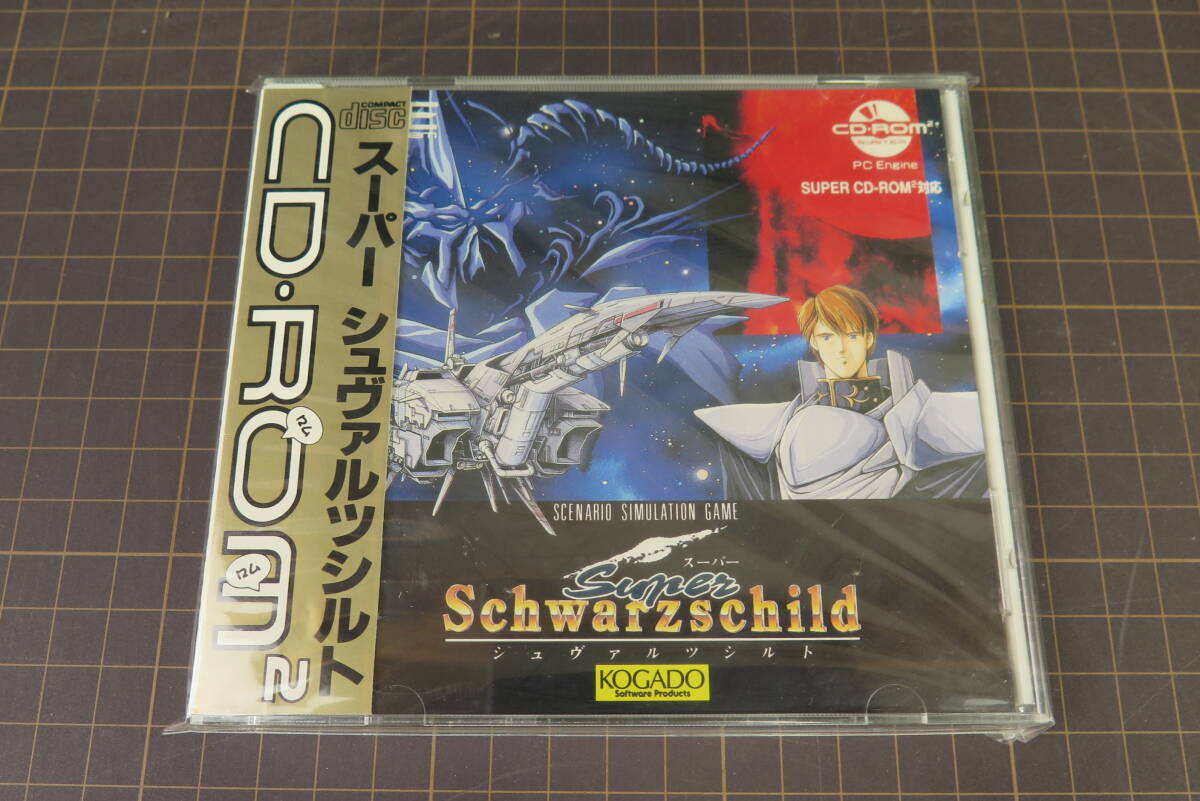 CD・ROM2
ロム
ロム
COMPACT
disc
スーパー シュヴァルツシルト
CD・ROM2
SYSTEM
PC Engine
SUPER CD-ROM2対応
SCENARIO SIMULATION GAME
スーパー
Super
Schwarzschild
シュヴァルツシルト
KOGADO
Software Products